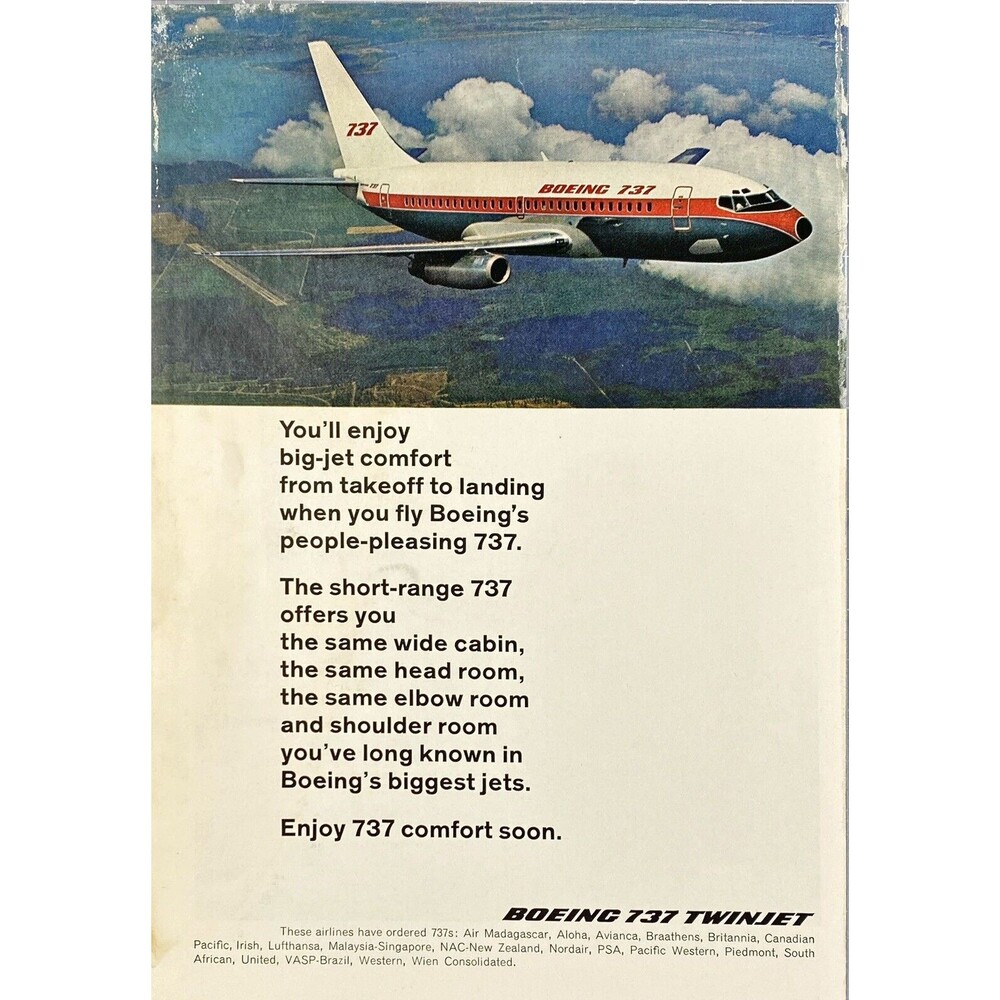 737
BOEING 737
737
You'll enjoy
big-jet comfort
from takeoff to landing
when you fly Boeing's
people-pleasing 737.
The short-range 737
offers you
the same wide cabin,
the same head room,
the same elbow room
and shoulder room
you've long known in
Boeing's biggest jets.
Enjoy 737 comfort soon.
BOEING 737 TWINJET
These airlines have ordered 737s: Air Madagascar, Aloha, Avianca, Braathens, Britannia, Canadian
Pacific, Irish, Lufthansa, Malaysia-Singapore, NAC-New Zealand, Nordair, PSA, Pacific Western, Piedmont, South
African, United, VASP-Brazil, Western, Wien Consolidated.